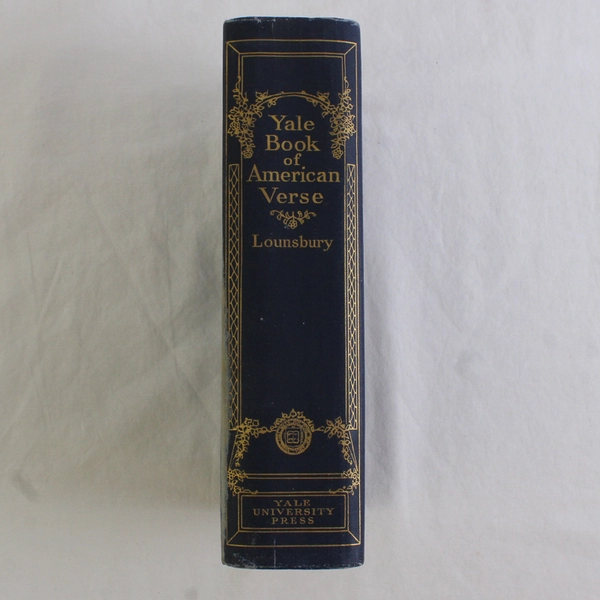 Yale
Book
of
American
Verse
Lounsbury
YALE
UNIVERSITY
PRESS